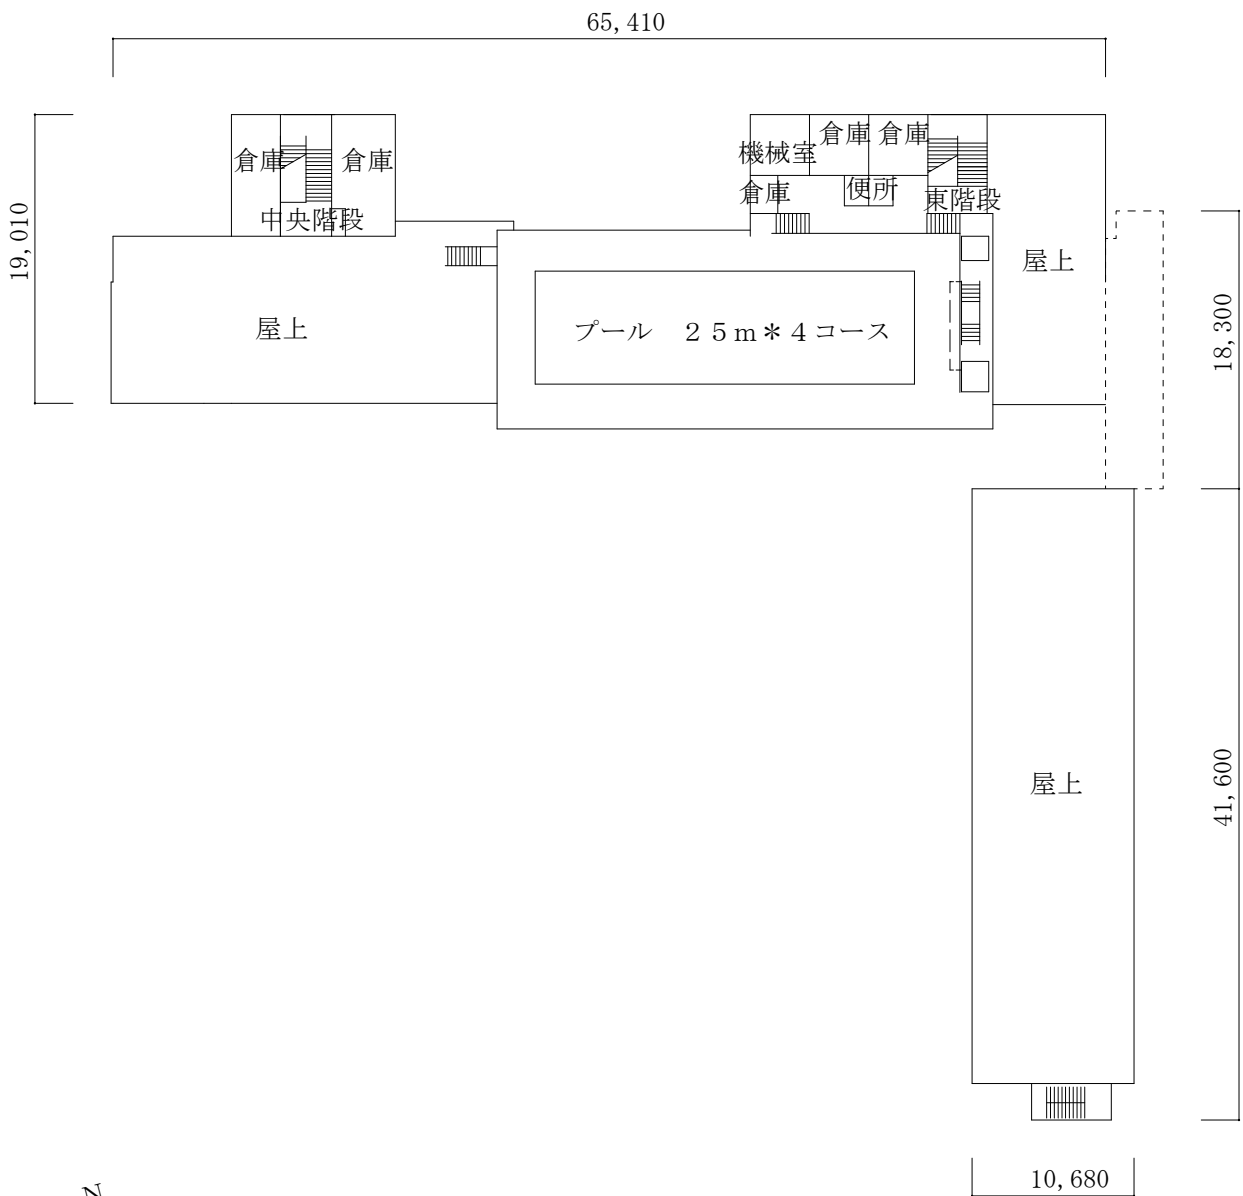 65,410
倉庫 倉庫
機械室
倉庫 倉庫
倉庫
便所
東階段
中央階段
19,010
屋上
屋上
プール　２５ｍ＊４コース
18,300
屋上
41,600
10,680
N